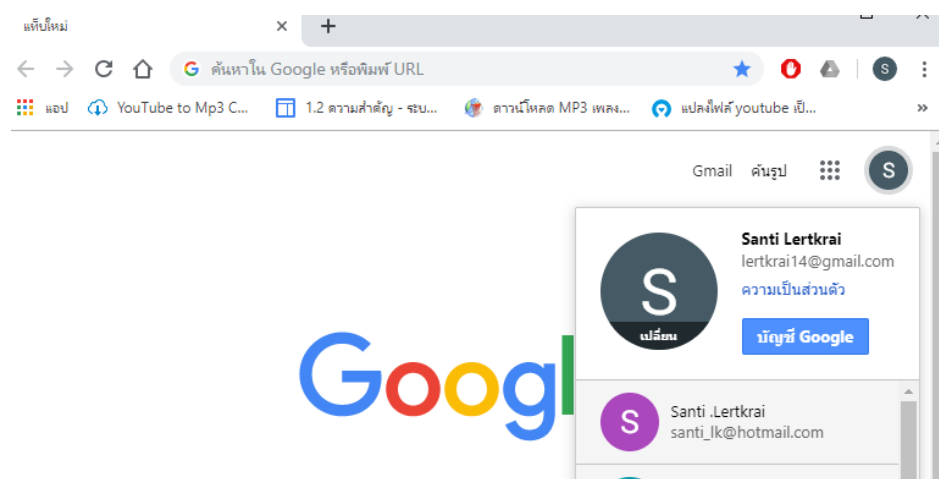 แท็บใหม่
ค้นหาใน Google หรือพิมพ์ URL
S
แอป YouTube to Mp3 C... 1.2 ความสำคัญ - ระบ... ดาวน์โหลด MP3 เพลง... แปลงไฟล์ youtube เป็...
Gmail ค้นรูป S
Santi Lertkrai
lertkrai14@gmail.com
ความเป็นส่วนตัว
S
เปลี่ยน
บัญชี Google
Goog
S
Santi .Lertkrai
santi_lk@hotmail.com